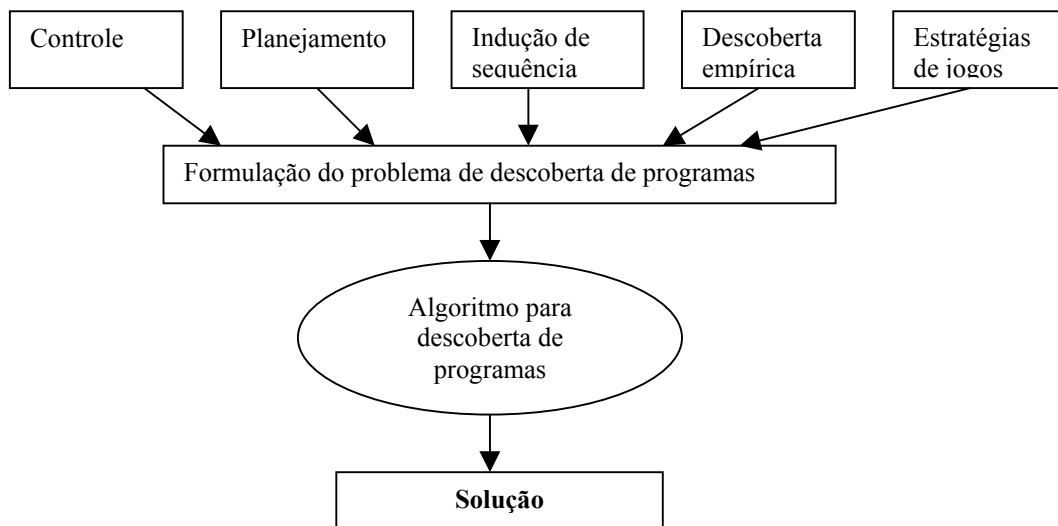 Controle
Planejamento
Indução de
sequência
Descoberta
empírica
Estratégias
de jogos
Formulação do problema de descoberta de programas
Algoritmo para
descoberta de
programas
Solução